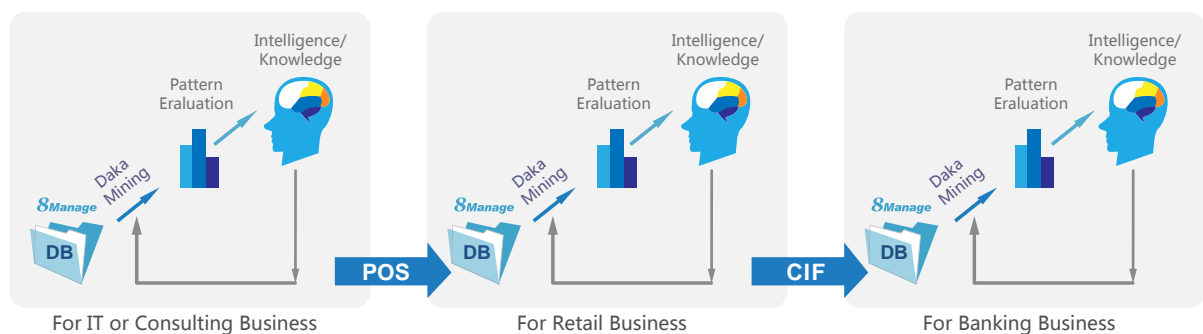 Intelligence/
Knowledge
Pattern
Eraluation
Daka
Mining
8Manage
DB
For IT or Consulting Business
POS
Intelligence/
Knowledge
Pattern
Eraluation
Daka
Mining
8Manage
DB
For Retail Business
CIF
Intelligence/
Knowledge
Pattern
Eraluation
Daka
Mining
8Manage
DB
For Banking Business